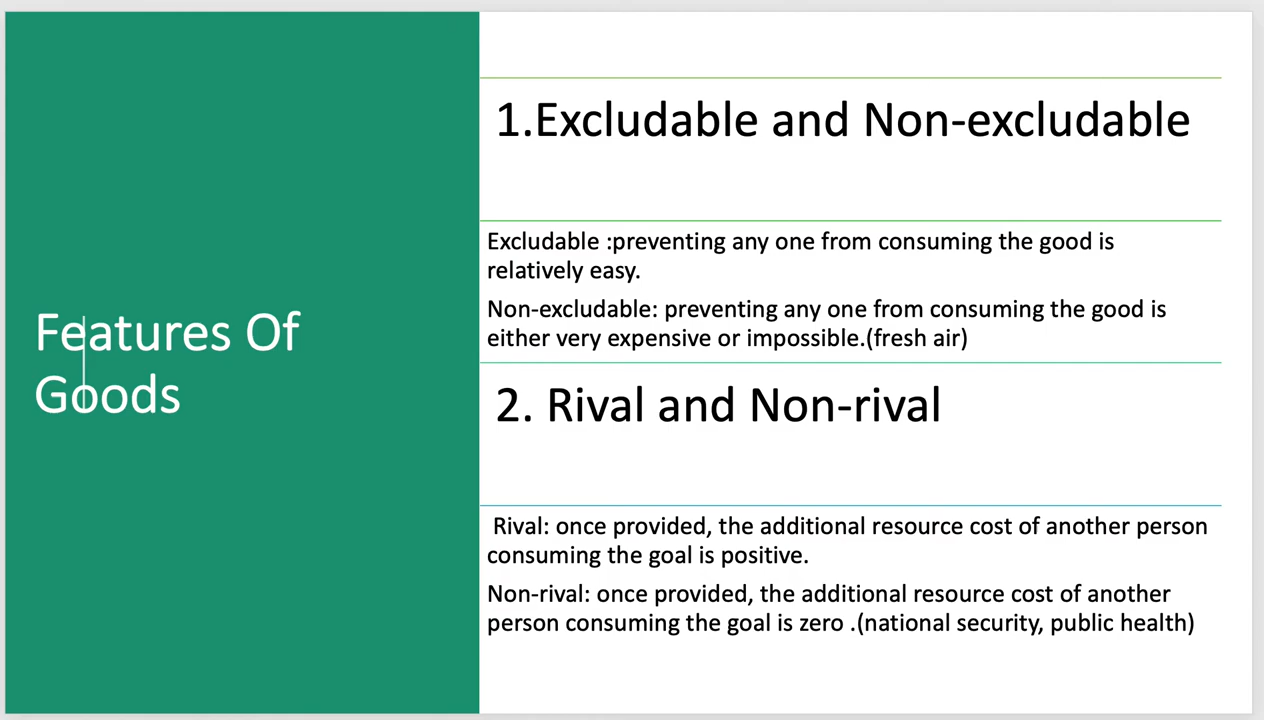 Features Of
Goods
1.Excludable and Non-excludable
Excludable :preventing any one from consuming the good is
relatively easy.
Non-excludable: preventing any one from consuming the good is
either very expensive or impossible.(fresh air)
2. Rival and Non-rival
Rival: once provided, the additional resource cost of another person
consuming the goal is positive.
Non-rival: once provided, the additional resource cost of another
person consuming the goal is zero .(national security, public health)